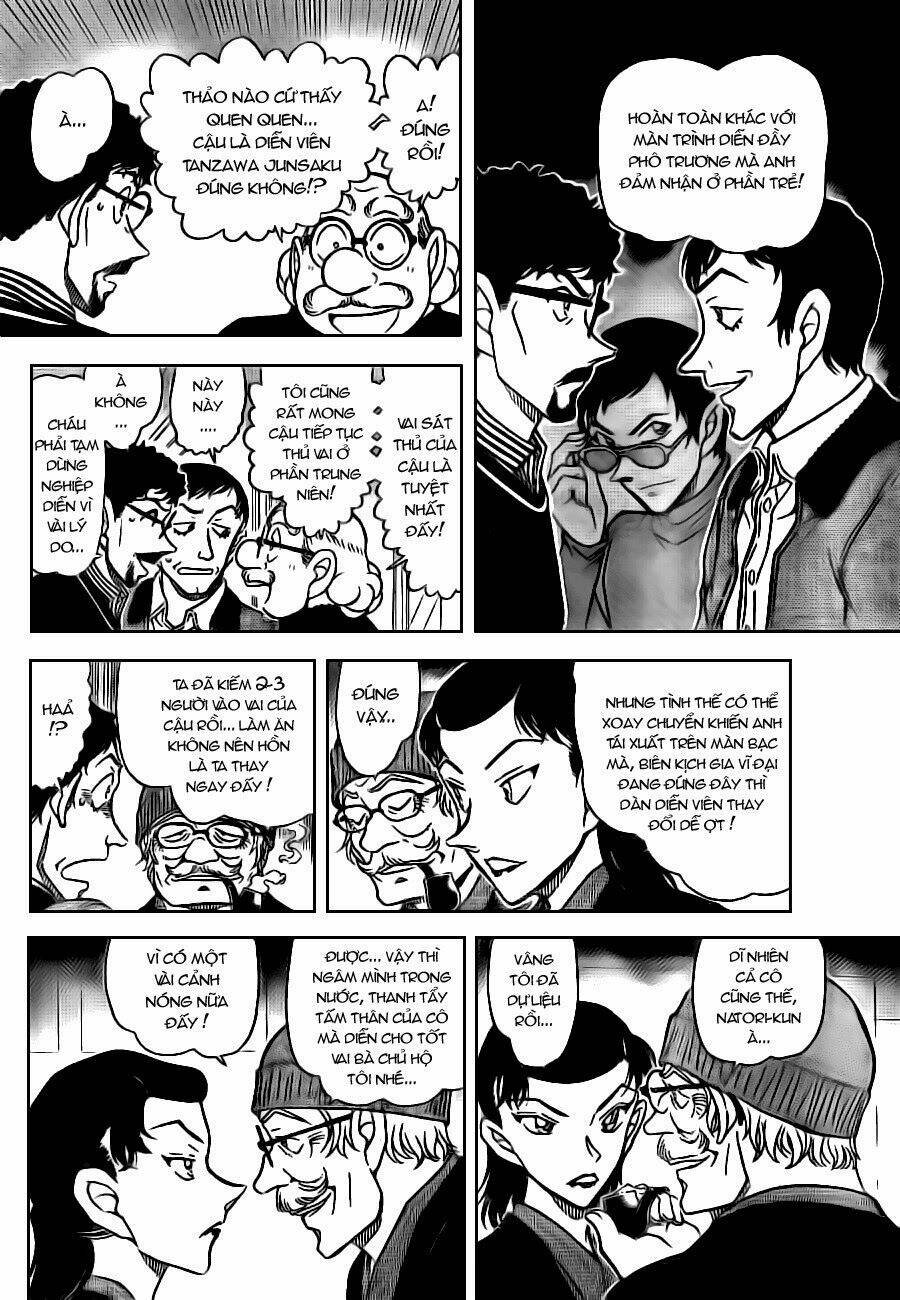 HOÀN TOÀN KHÁC VỚI
MÀN TRÌNH DIỄN ĐẦY
PHÔ TRƯƠNG MÀ ANH
ĐẢM NHẬN Ở PHẦN TRẺ!
A!
ĐÚNG
RỒI!
THẢO NÀO CỨ THẤY
QUEN QUEN...
CẬU LÀ DIỄN VIÊN
TANZAWA JUNSAKU
ĐÚNG KHÔNG!?
À...
VAI SÁT
THỦ CỦA
CẬU LÀ
TUYỆT
NHẤT
ĐẤY!
TÔI CŨNG
RẤT MONG
CẬU TIẾP TỤC
THỦ VAI Ở
PHẦN TRUNG
NIÊN!
NÀY
NÀY
....
À
KHÔNG
...
CHÁU
PHẢI TẠM
DỪNG
NGHIỆP
DIỄN VÌ
VÀI LÝ
DO...
NHƯNG TÌNH THẾ CÓ THỂ
XOAY CHUYỂN KHIẾN ANH
TÁI XUẤT TRÊN MÀN BẠC
MÀ, BIÊN KỊCH GIA VĨ ĐẠI
ĐANG ĐÚNG ĐÂY THÌ
DÀN DIỄN VIÊN THAY
ĐỔI DỄ ỢT!
ĐÚNG
VẬY..
TA ĐÃ KIẾM 2-3
NGƯỜI VÀO VAI CỦA
CẬU RỒI... LÀM ĂN
KHÔNG NÊN HỒN
LÀ TA THAY
NGAY ĐẤY!
HAẢ
!?
DĨ NHIÊN
CẢ CÔ
CŨNG THẾ,
NATORI-KUN
À...
VÂNG
TÔI ĐÃ
DỰ LIỆU
RỒI...
ĐƯỢC... VẬY THÌ
NGÂM MÌNH TRONG
NƯỚC, THANH TẨY
TẤM THÂN CỦA CÔ
MÀ DIỄN CHO TỐT
VAI BÀ CHỦ HỘ
TÔI NHÉ...
VÌ CÓ MỘT
VÀI CẢNH
NÓNG NỮA
ĐẤY!